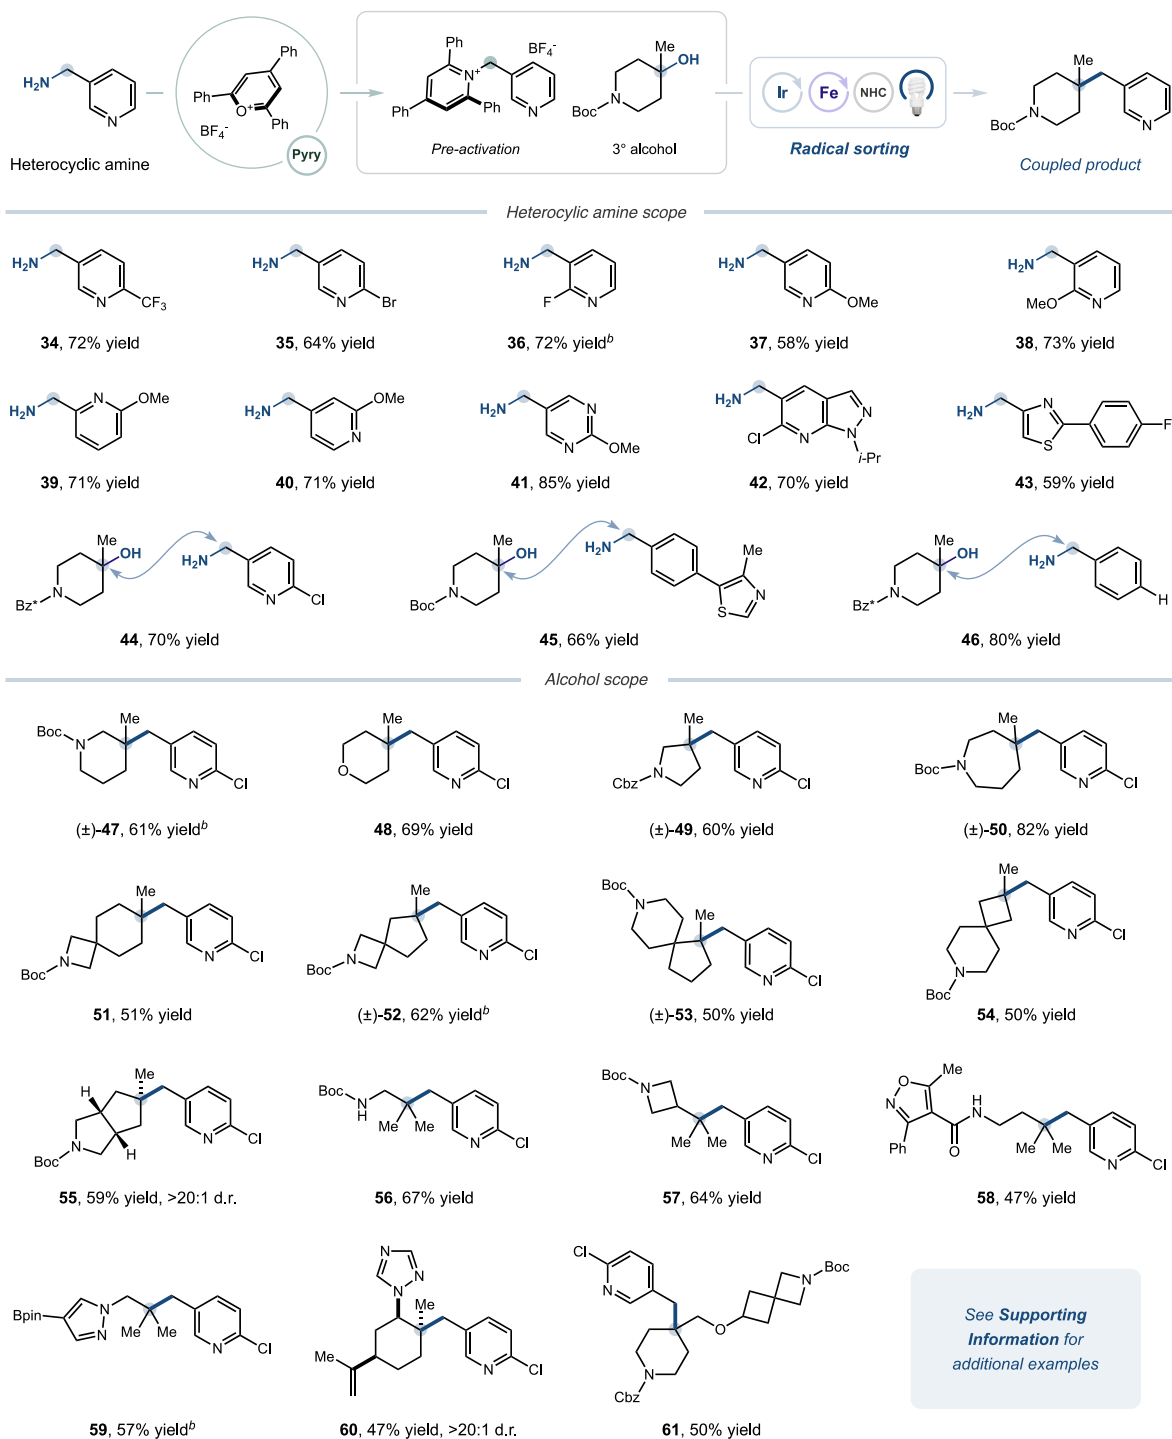 H₂N
N
Heterocyclic amine
Ph
Ph
O⁺
Ph
BF₄⁻
Pyry
Ph
N⁺
Ph
Ph
BF₄⁻
N
Pre-activation
Me
OH
N
Boc
3° alcohol
Ir
Fe
NHC
Radical sorting
Me
N
Boc
N
Coupled product
Heterocylic amine scope
H₂N
N
CF₃
34, 72% yield
H₂N
N
Br
35, 64% yield
H₂N
F
N
36, 72% yieldᵇ
H₂N
N
OMe
37, 58% yield
H₂N
MeO
N
38, 73% yield
H₂N
N
OMe
39, 71% yield
H₂N
OMe
N
40, 71% yield
H₂N
N
N
OMe
41, 85% yield
H₂N
Cl
N
N
N
i-Pr
42, 70% yield
H₂N
N
S
F
43, 59% yield
Me
OH
N
Bz*
H₂N
N
Cl
44, 70% yield
Me
OH
N
Boc
H₂N
Me
S
N
45, 66% yield
Me
OH
N
Bz*
H₂N
H
46, 80% yield
Alcohol scope
Boc
N
Me
N
Cl
(±)-47, 61% yieldᵇ
Me
O
N
Cl
48, 69% yield
Me
N
Cbz
N
Cl
(±)-49, 60% yield
Me
Boc
N
N
Cl
(±)-50, 82% yield
Me
N
Boc
N
Cl
51, 51% yield
Me
N
Boc
N
Cl
(±)-52, 62% yieldᵇ
Boc
N
Me
N
Cl
(±)-53, 50% yield
Me
N
Boc
N
Cl
54, 50% yield
H
Me
N
Boc
H
N
Cl
55, 59% yield, >20:1 d.r.
Boc
N
H
Me
Me
N
Cl
56, 67% yield
Boc
N
Me
Me
N
Cl
57, 64% yield
O
Me
N
Ph
O
H
N
Me
Me
N
Cl
58, 47% yield
Bpin
N
N
Me
Me
N
Cl
59, 57% yieldᵇ
N
N
N
Me
Me
N
Cl
60, 47% yield, >20:1 d.r.
Cl
N
O
N
Boc
N
Cbz
61, 50% yield
See Supporting
Information for
additional examples